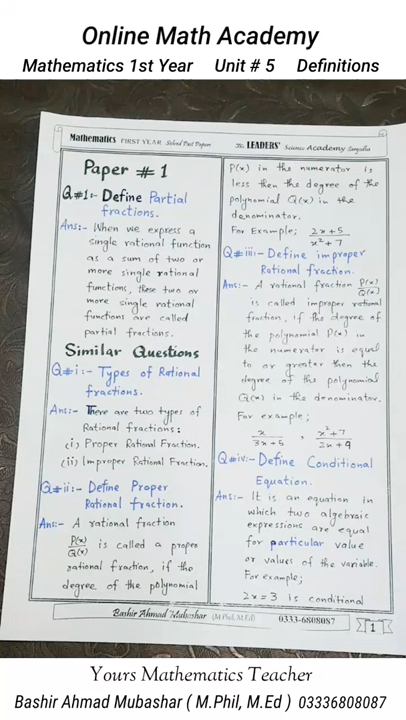 Online Math Academy
Mathematics 1st Year Unit # 5 Definitions
Mathematics FIRST YEAR Solved Past Paper The LEADERS' Science Academy Sangulla
Paper # 1
Q#1:- Define Partial
fractions.
Ans:- When we express a
single rational function
as a sum of two or
more single rational
functions, these two or
more single rational
functions are called
partial fractions.
Similar Questions
Q#i:- Types of Rational
fractions.
Ans:- There are two types of
Rational fractions:
(i) Proper Rational Fraction.
(ii) Improper Rational Fraction.
Q#ii:- Define Proper
Rational fraction.
Ans:- A rational fraction
P(x)/Q(x) is called a proper
rational fraction, if the
degree of the polynomial
P(x) in the numerator is
less then the degree of the
polynomial Q(x) in the
denominator.
For Example; 2x+5/x²+7
Q#iii:- Define improper
Rational fraction.
Ans:- A rational fraction P(x)/Q(x)
is called improper rational
fraction, if the degree of
the polynomial P(x) in
the numerator is equal
to or greater then the
degree of the polynomial
Q(x) in the denominator.
For example;
x/3x+5 , x²+7/2x+9
Q#iv:- Define Conditional
Equation.
Ans:- It is an equation in
which two algebraic
expressions are equal
for particular value
or values of the variable.
For example;
2x=3 is conditional
Bashir Ahmad Mubashar (M.Phil, M.Ed) 0333-6808087
1
Yours Mathematics Teacher
Bashir Ahmad Mubashar ( M.Phil, M.Ed ) 03336808087